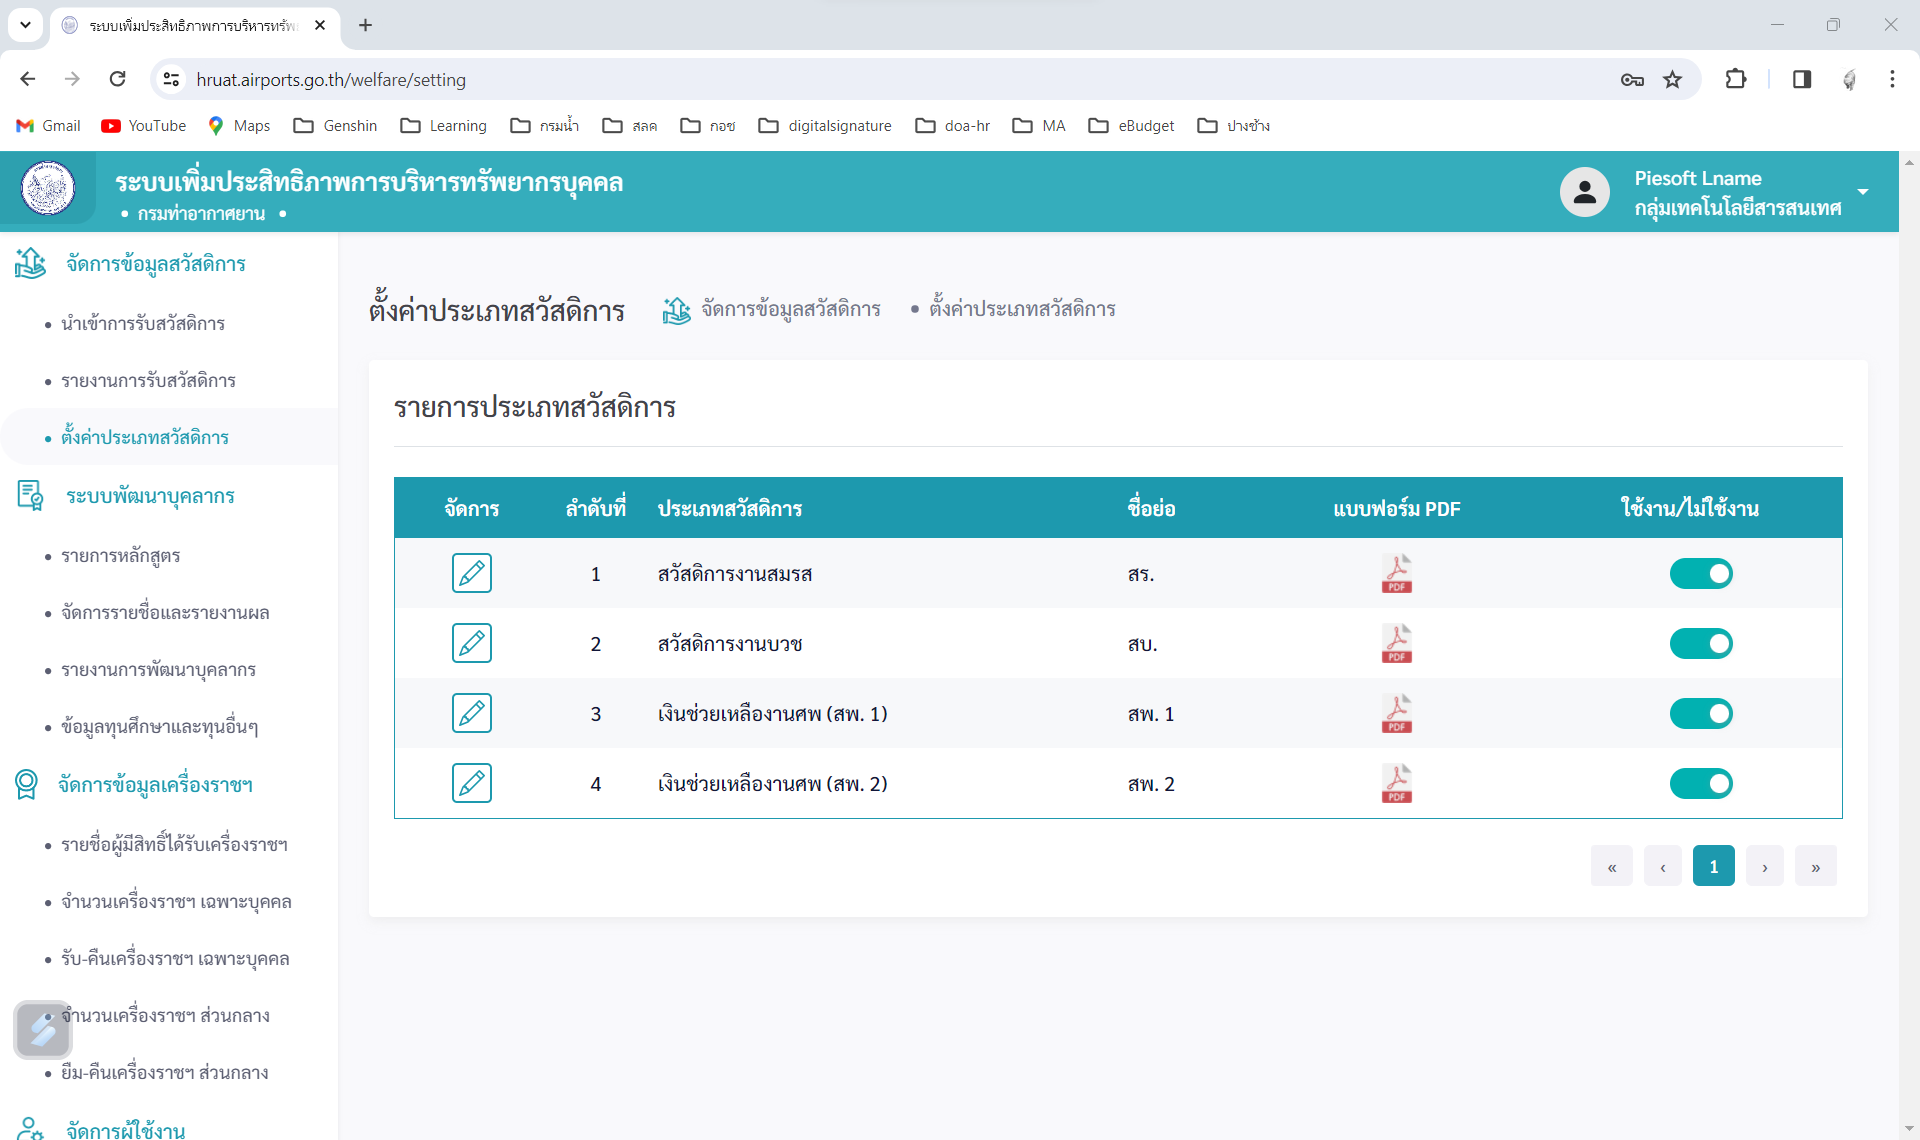 ระบบเพิ่มประสิทธิภาพการบริหารทรัพ
hruat.airports.go.th/welfare/setting
Gmail YouTube Maps Genshin Learning กรมน้ำ สลค กอช digitalsignature doa-hr MA eBudget ปางช้าง
ระบบเพิ่มประสิทธิภาพการบริหารทรัพยากรบุคคล
• กรมท่าอากาศยาน •
Piesoft Lname
กลุ่มเทคโนโลยีสารสนเทศ
จัดการข้อมูลสวัสดิการ
• นำเข้าการรับสวัสดิการ
• รายงานการรับสวัสดิการ
• ตั้งค่าประเภทสวัสดิการ
ระบบพัฒนาบุคลากร
• รายการหลักสูตร
• จัดการรายชื่อและรายงานผล
• รายงานการพัฒนาบุคลากร
• ข้อมูลทุนศึกษาและทุนอื่นๆ
จัดการข้อมูลเครื่องราชฯ
• รายชื่อผู้มีสิทธิ์ได้รับเครื่องราชฯ
• จำนวนเครื่องราชฯ เฉพาะบุคคล
• รับ-คืนเครื่องราชฯ เฉพาะบุคคล
• จำนวนเครื่องราชฯ ส่วนกลาง
• ยืม-คืนเครื่องราชฯ ส่วนกลาง
จัดการผู้ใช้งาน
ตั้งค่าประเภทสวัสดิการ จัดการข้อมูลสวัสดิการ • ตั้งค่าประเภทสวัสดิการ
รายการประเภทสวัสดิการ
จัดการ ลำดับที่ ประเภทสวัสดิการ ชื่อย่อ แบบฟอร์ม PDF ใช้งาน/ไม่ใช้งาน
1 สวัสดิการงานสมรส สร. PDF
2 สวัสดิการงานบวช สบ. PDF
3 เงินช่วยเหลืองานศพ (สพ. 1) สพ. 1 PDF
4 เงินช่วยเหลืองานศพ (สพ. 2) สพ. 2 PDF
« ‹ 1 › »